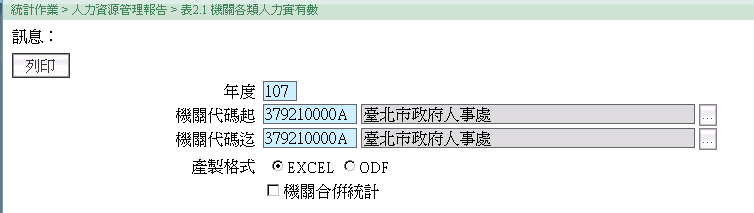 統計作業 > 人力資源管理報告 > 表2.1 機關各類人力實有數
訊息：
列印
年度 107
機關代碼起 379210000A 臺北市政府人事處 ...
機關代碼迄 379210000A 臺北市政府人事處 ...
產製格式 EXCEL ODF
機關合併統計